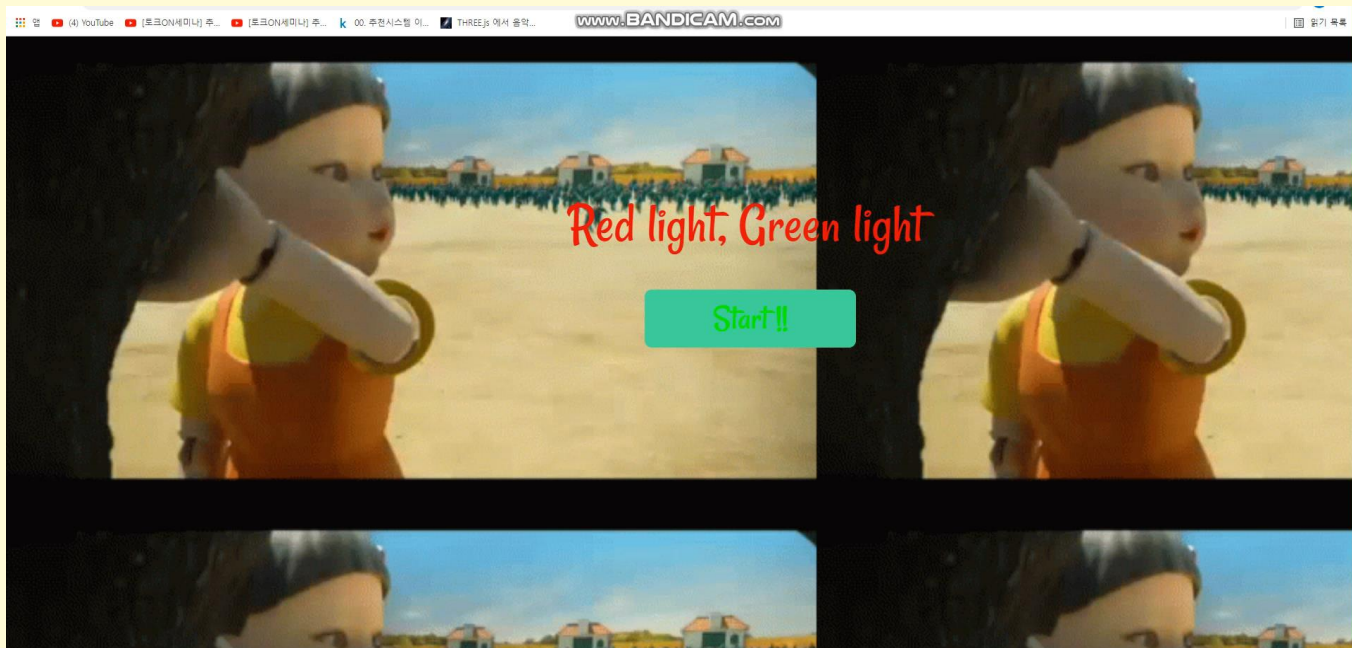 앱 (4) YouTube [토크ON세미나] 주... [토크ON세미나] 주... k 00. 추천시스템 이... THREE.js 에서 음악... www.BANDICAM.com 읽기 목록
Red light, Green light
Start!!